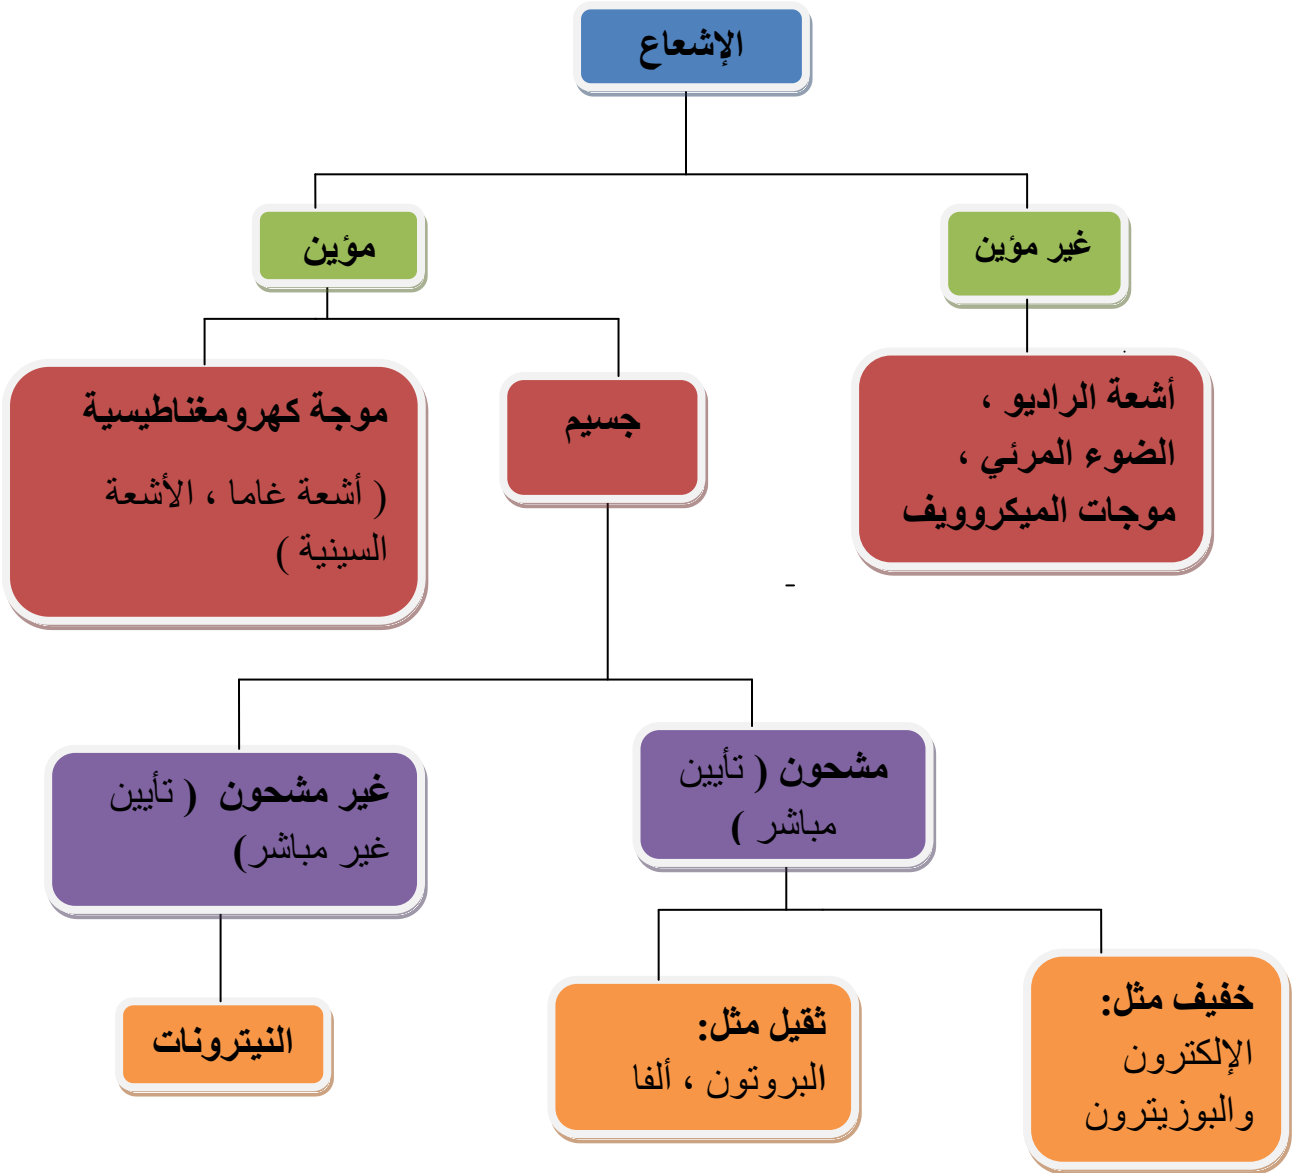 الإشعاع
غير مؤين
مؤين
أشعة الراديو ،
الضوء المرئي ،
موجات الميكروويف
جسيم
موجة كهرومغناطيسية
( أشعة غاما ، الأشعة
السينية )
مشحون ( تأيين
مباشر )
غير مشحون ( تأيين
غير مباشر)
خفيف مثل:
الإلكترون
والبوزيترون
ثقيل مثل:
البروتون ، ألفا
النيترونات